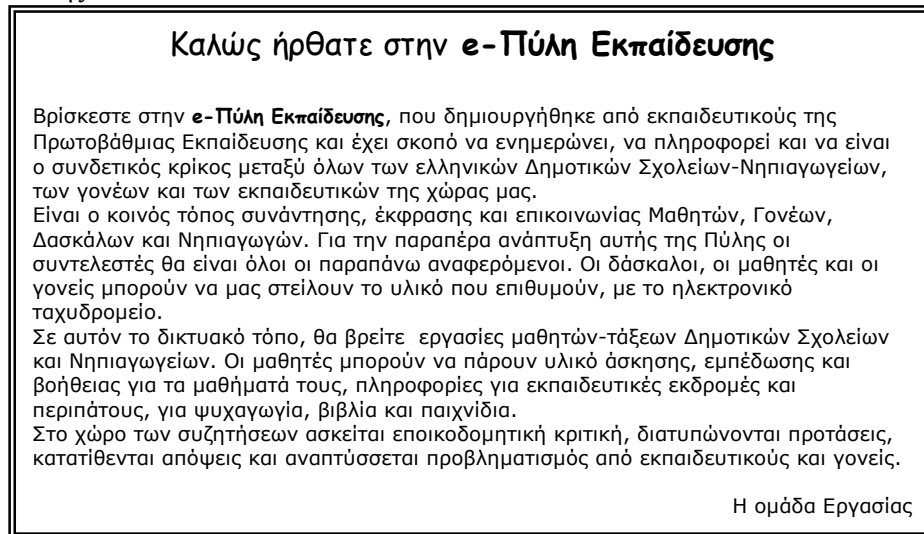 Καλώς ήρθατε στην e-Πύλη Εκπαίδευσης
Βρίσκεστε στην e-Πύλη Εκπαίδευσης, που δημιουργήθηκε από εκπαιδευτικούς της
Πρωτοβάθμιας Εκπαίδευσης και έχει σκοπό να ενημερώνει, να πληροφορεί και να είναι
ο συνδετικός κρίκος μεταξύ όλων των ελληνικών Δημοτικών Σχολείων-Νηπιαγωγείων,
των γονέων και των εκπαιδευτικών της χώρας μας.
Είναι ο κοινός τόπος συνάντησης, έκφρασης και επικοινωνίας Μαθητών, Γονέων,
Δασκάλων και Νηπιαγωγών. Για την παραπέρα ανάπτυξη αυτής της Πύλης οι
συντελεστές θα είναι όλοι οι παραπάνω αναφερόμενοι. Οι δάσκαλοι, οι μαθητές και οι
γονείς μπορούν να μας στείλουν το υλικό που επιθυμούν, με το ηλεκτρονικό
ταχυδρομείο.
Σε αυτόν το δικτυακό τόπο, θα βρείτε εργασίες μαθητών-τάξεων Δημοτικών Σχολείων
και Νηπιαγωγείων. Οι μαθητές μπορούν να πάρουν υλικό άσκησης, εμπέδωσης και
βοήθειας για τα μαθήματά τους, πληροφορίες για εκπαιδευτικές εκδρομές και
περιπάτους, για ψυχαγωγία, βιβλία και παιχνίδια.
Στο χώρο των συζητήσεων ασκείται εποικοδομητική κριτική, διατυπώνονται προτάσεις,
κατατίθενται απόψεις και αναπτύσσεται προβληματισμός από εκπαιδευτικούς και γονείς.
Η ομάδα Εργασίας